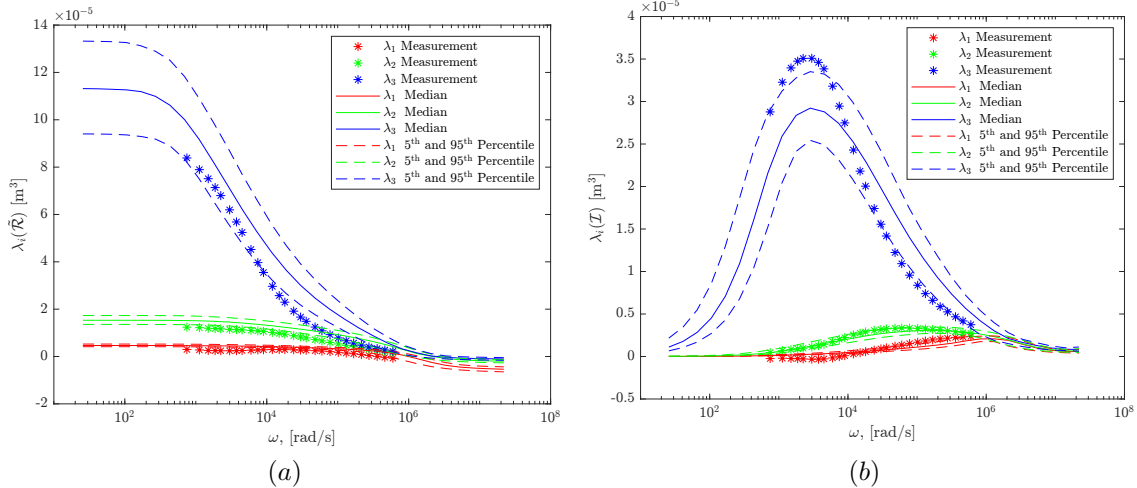 ×10⁻⁵
14
12
10
8
6
4
2
0
-2
λᵢ(R̃) [m³]
10² 10⁴ 10⁶ 10⁸
ω, [rad/s]
λ₁ Measurement
λ₂ Measurement
λ₃ Measurement
λ₁ Median
λ₂ Median
λ₃ Median
λ₁ 5ᵗʰ and 95ᵗʰ Percentile
λ₂ 5ᵗʰ and 95ᵗʰ Percentile
λ₃ 5ᵗʰ and 95ᵗʰ Percentile
(a)
×10⁻⁵
4
3.5
3
2.5
2
1.5
1
0.5
0
-0.5
λᵢ(I) [m³]
10² 10⁴ 10⁶ 10⁸
ω, [rad/s]
λ₁ Measurement
λ₂ Measurement
λ₃ Measurement
λ₁ Median
λ₂ Median
λ₃ Median
λ₁ 5ᵗʰ and 95ᵗʰ Percentile
λ₂ 5ᵗʰ and 95ᵗʰ Percentile
λ₃ 5ᵗʰ and 95ᵗʰ Percentile
(b)